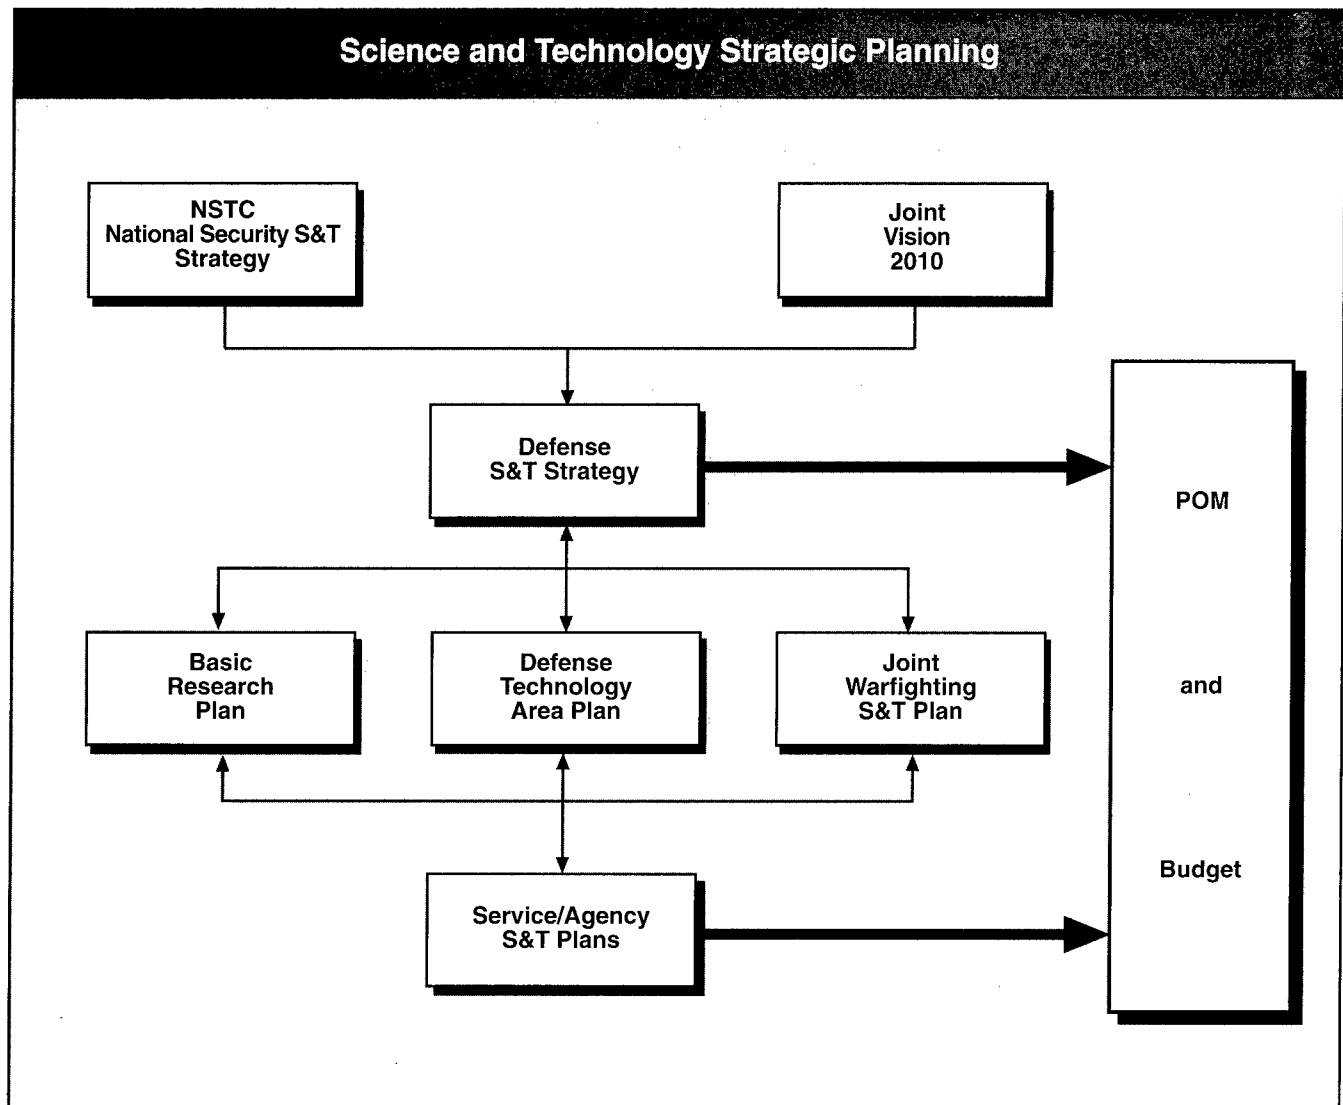 Science and Technology Strategic Planning
NSTC
National Security S&T
Strategy
Joint
Vision
2010
Defense
S&T Strategy
POM
and
Budget
Basic
Research
Plan
Defense
Technology
Area Plan
Joint
Warfighting
S&T Plan
Service/Agency
S&T Plans